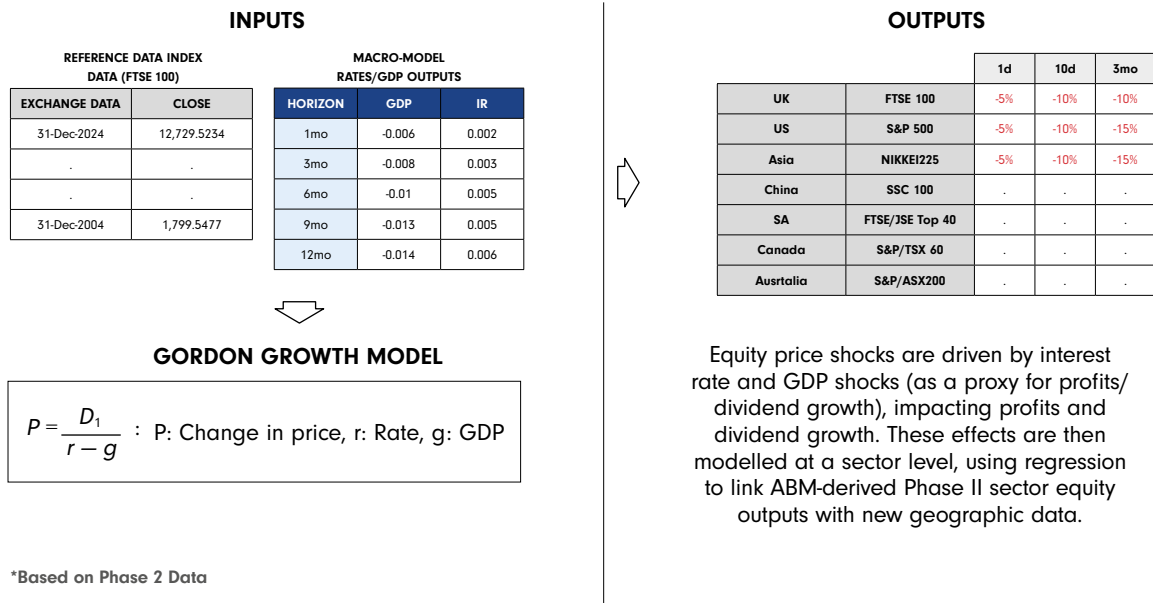 INPUTS
REFERENCE DATA INDEX
DATA (FTSE 100)
EXCHANGE DATA CLOSE
31-Dec-2024 12,729.5234
. .
. .
31-Dec-2004 1,799.5477
MACRO-MODEL
RATES/GDP OUTPUTS
HORIZON GDP IR
1mo -0.006 0.002
3mo -0.008 0.003
6mo -0.01 0.005
9mo -0.013 0.005
12mo -0.014 0.006
GORDON GROWTH MODEL
P = D₁ / (r – g) : P: Change in price, r: Rate, g: GDP
*Based on Phase 2 Data
OUTPUTS
1d 10d 3mo
UK FTSE 100 -5% -10% -10%
US S&P 500 -5% -10% -15%
Asia NIKKEI225 -5% -10% -15%
China SSC 100 . . .
SA FTSE/JSE Top 40 . . .
Canada S&P/TSX 60 . . .
Ausrtalia S&P/ASX200 . . .
Equity price shocks are driven by interest
rate and GDP shocks (as a proxy for profits/
dividend growth), impacting profits and
dividend growth. These effects are then
modelled at a sector level, using regression
to link ABM-derived Phase II sector equity
outputs with new geographic data.